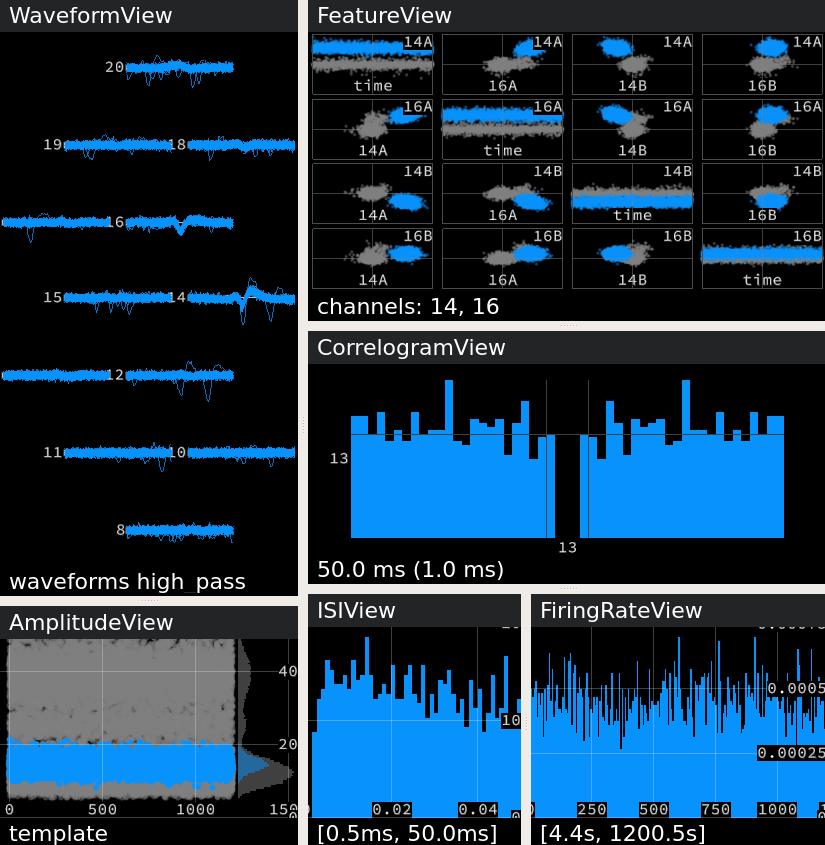 WaveformView
20
19 18
16
15 14
12
11 10
8
waveforms high_pass
FeatureView
14A 14A 14A 14A
time 16A 14B 16B
16A 16A 16A 16A
14A time 14B 16B
14B 14B 14B 14B
14A 16A time 16B
16B 16B 16B 16B
14A 16A 14B time
channels: 14, 16
CorrelogramView
13
13
50.0 ms (1.0 ms)
AmplitudeView
40
20
0 500 1000
template
ISIView
10
0.02 0.04
[0.5ms, 50.0ms]
FiringRateView
0.0005
0.00025
250 500 750 1000
[4.4s, 1200.5s]